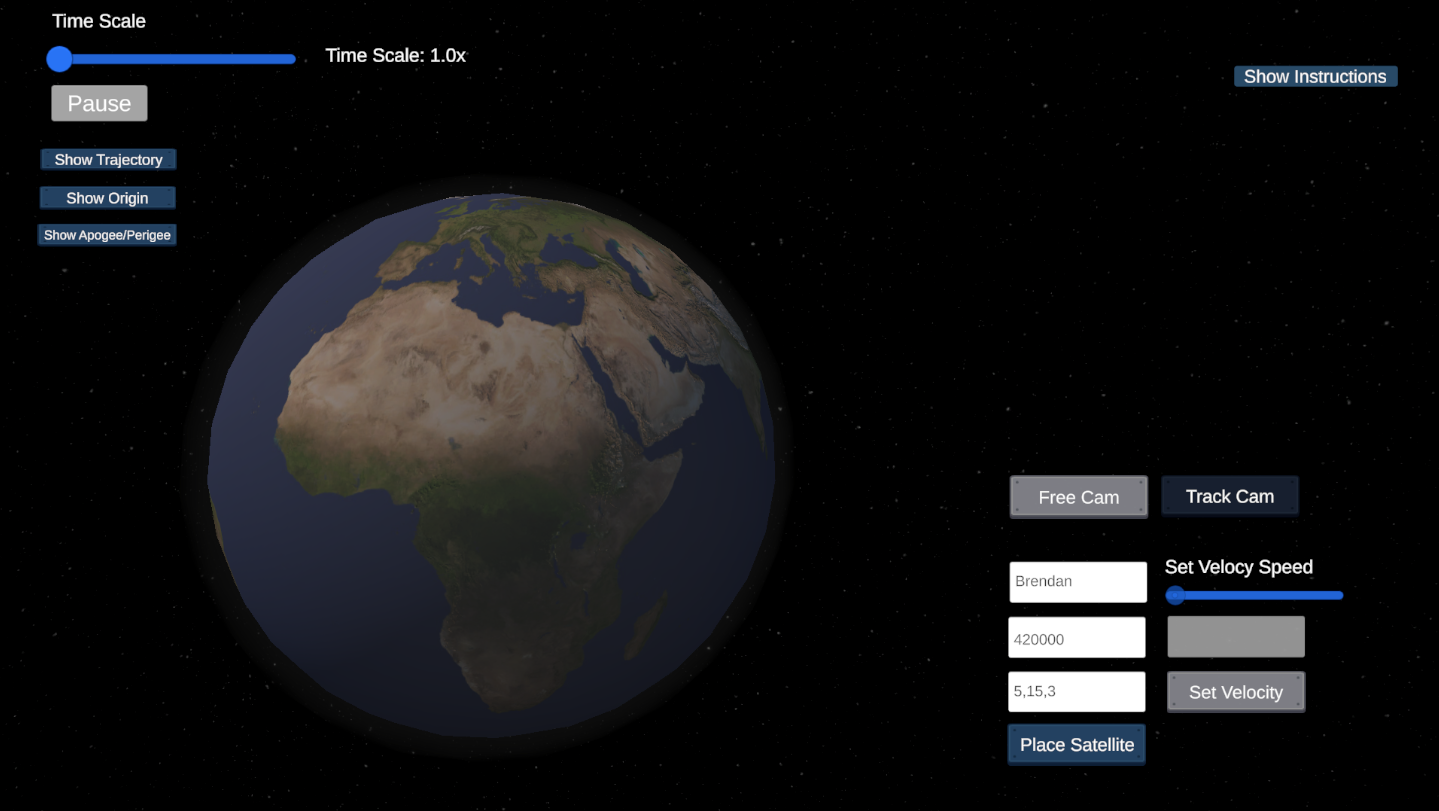 Time Scale
Time Scale: 1.0x
Show Instructions
Pause
Show Trajectory
Show Origin
Show Apogee/Perigee
Free Cam
Track Cam
Brendan
Set Velocy Speed
420000
5,15,3
Set Velocity
Place Satellite